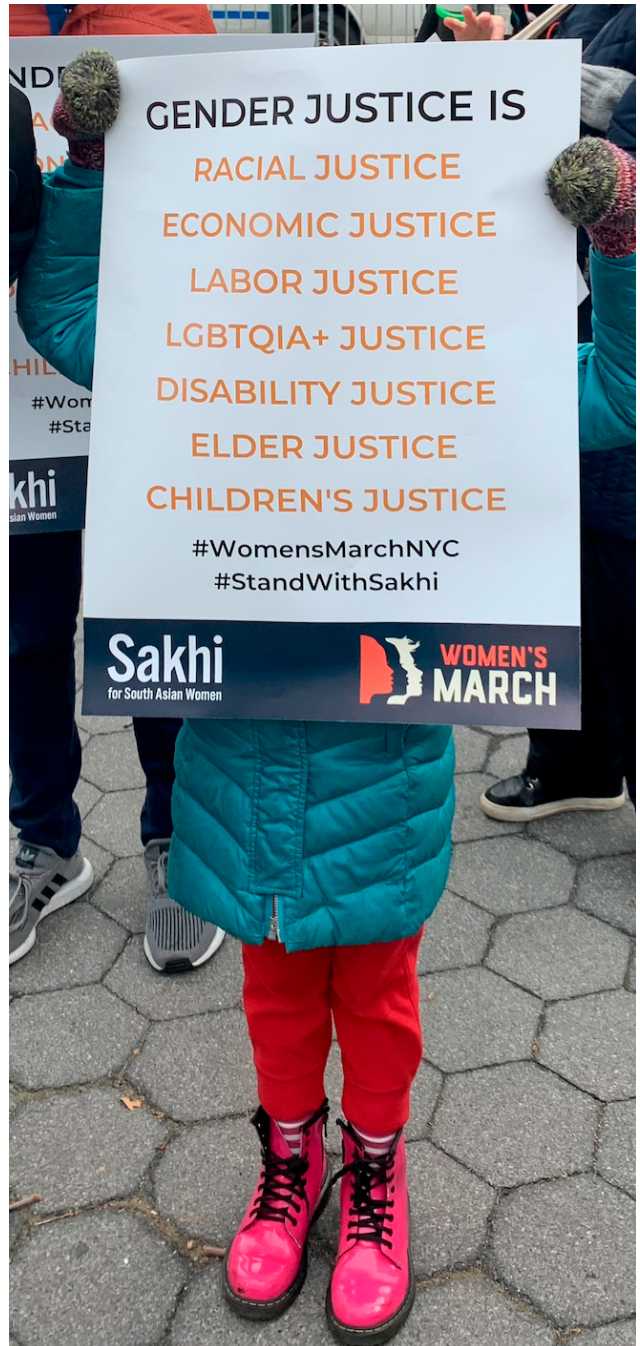 GENDER JUSTICE IS
RACIAL JUSTICE
ECONOMIC JUSTICE
LABOR JUSTICE
LGBTQIA+ JUSTICE
DISABILITY JUSTICE
ELDER JUSTICE
CHILDREN'S JUSTICE
#WomensMarchNYC
#StandWithSakhi
Sakhi
for South Asian Women
WOMEN'S
MARCH